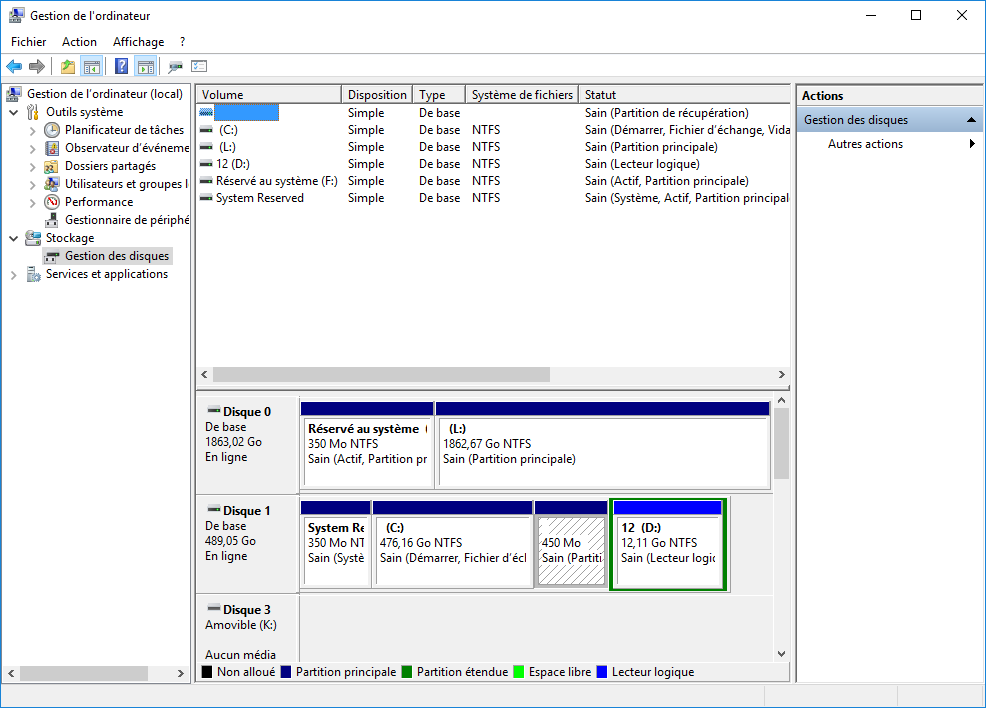 Gestion de l'ordinateur
Fichier Action Affichage ?
Gestion de l'ordinateur (local)
Outils système
Planificateur de tâches
Observateur d'événeme
Dossiers partagés
Utilisateurs et groupes l
Performance
Gestionnaire de périphé
Stockage
Gestion des disques
Services et applications
Volume Disposition Type Système de fichiers Statut
Simple De base Sain (Partition de récupération)
(C:) Simple De base NTFS Sain (Démarrer, Fichier d'échange, Vida
(L:) Simple De base NTFS Sain (Partition principale)
12 (D:) Simple De base NTFS Sain (Lecteur logique)
Réservé au système (F:) Simple De base NTFS Sain (Actif, Partition principale)
System Reserved Simple De base NTFS Sain (Système, Actif, Partition principal
Actions
Gestion des disques
Autres actions
Disque 0
De base
1863,02 Go
En ligne
Réservé au système (
350 Mo NTFS
Sain (Actif, Partition pr
(L:)
1862,67 Go NTFS
Sain (Partition principale)
Disque 1
De base
489,05 Go
En ligne
System Re
350 Mo NT
Sain (Systè
(C:)
476,16 Go NTFS
Sain (Démarrer, Fichier d'écl
450 Mo
Sain (Partiti
12 (D:)
12,11 Go NTFS
Sain (Lecteur logic
Disque 3
Amovible (K:)
Aucun média
Non alloué Partition principale Partition étendue Espace libre Lecteur logique